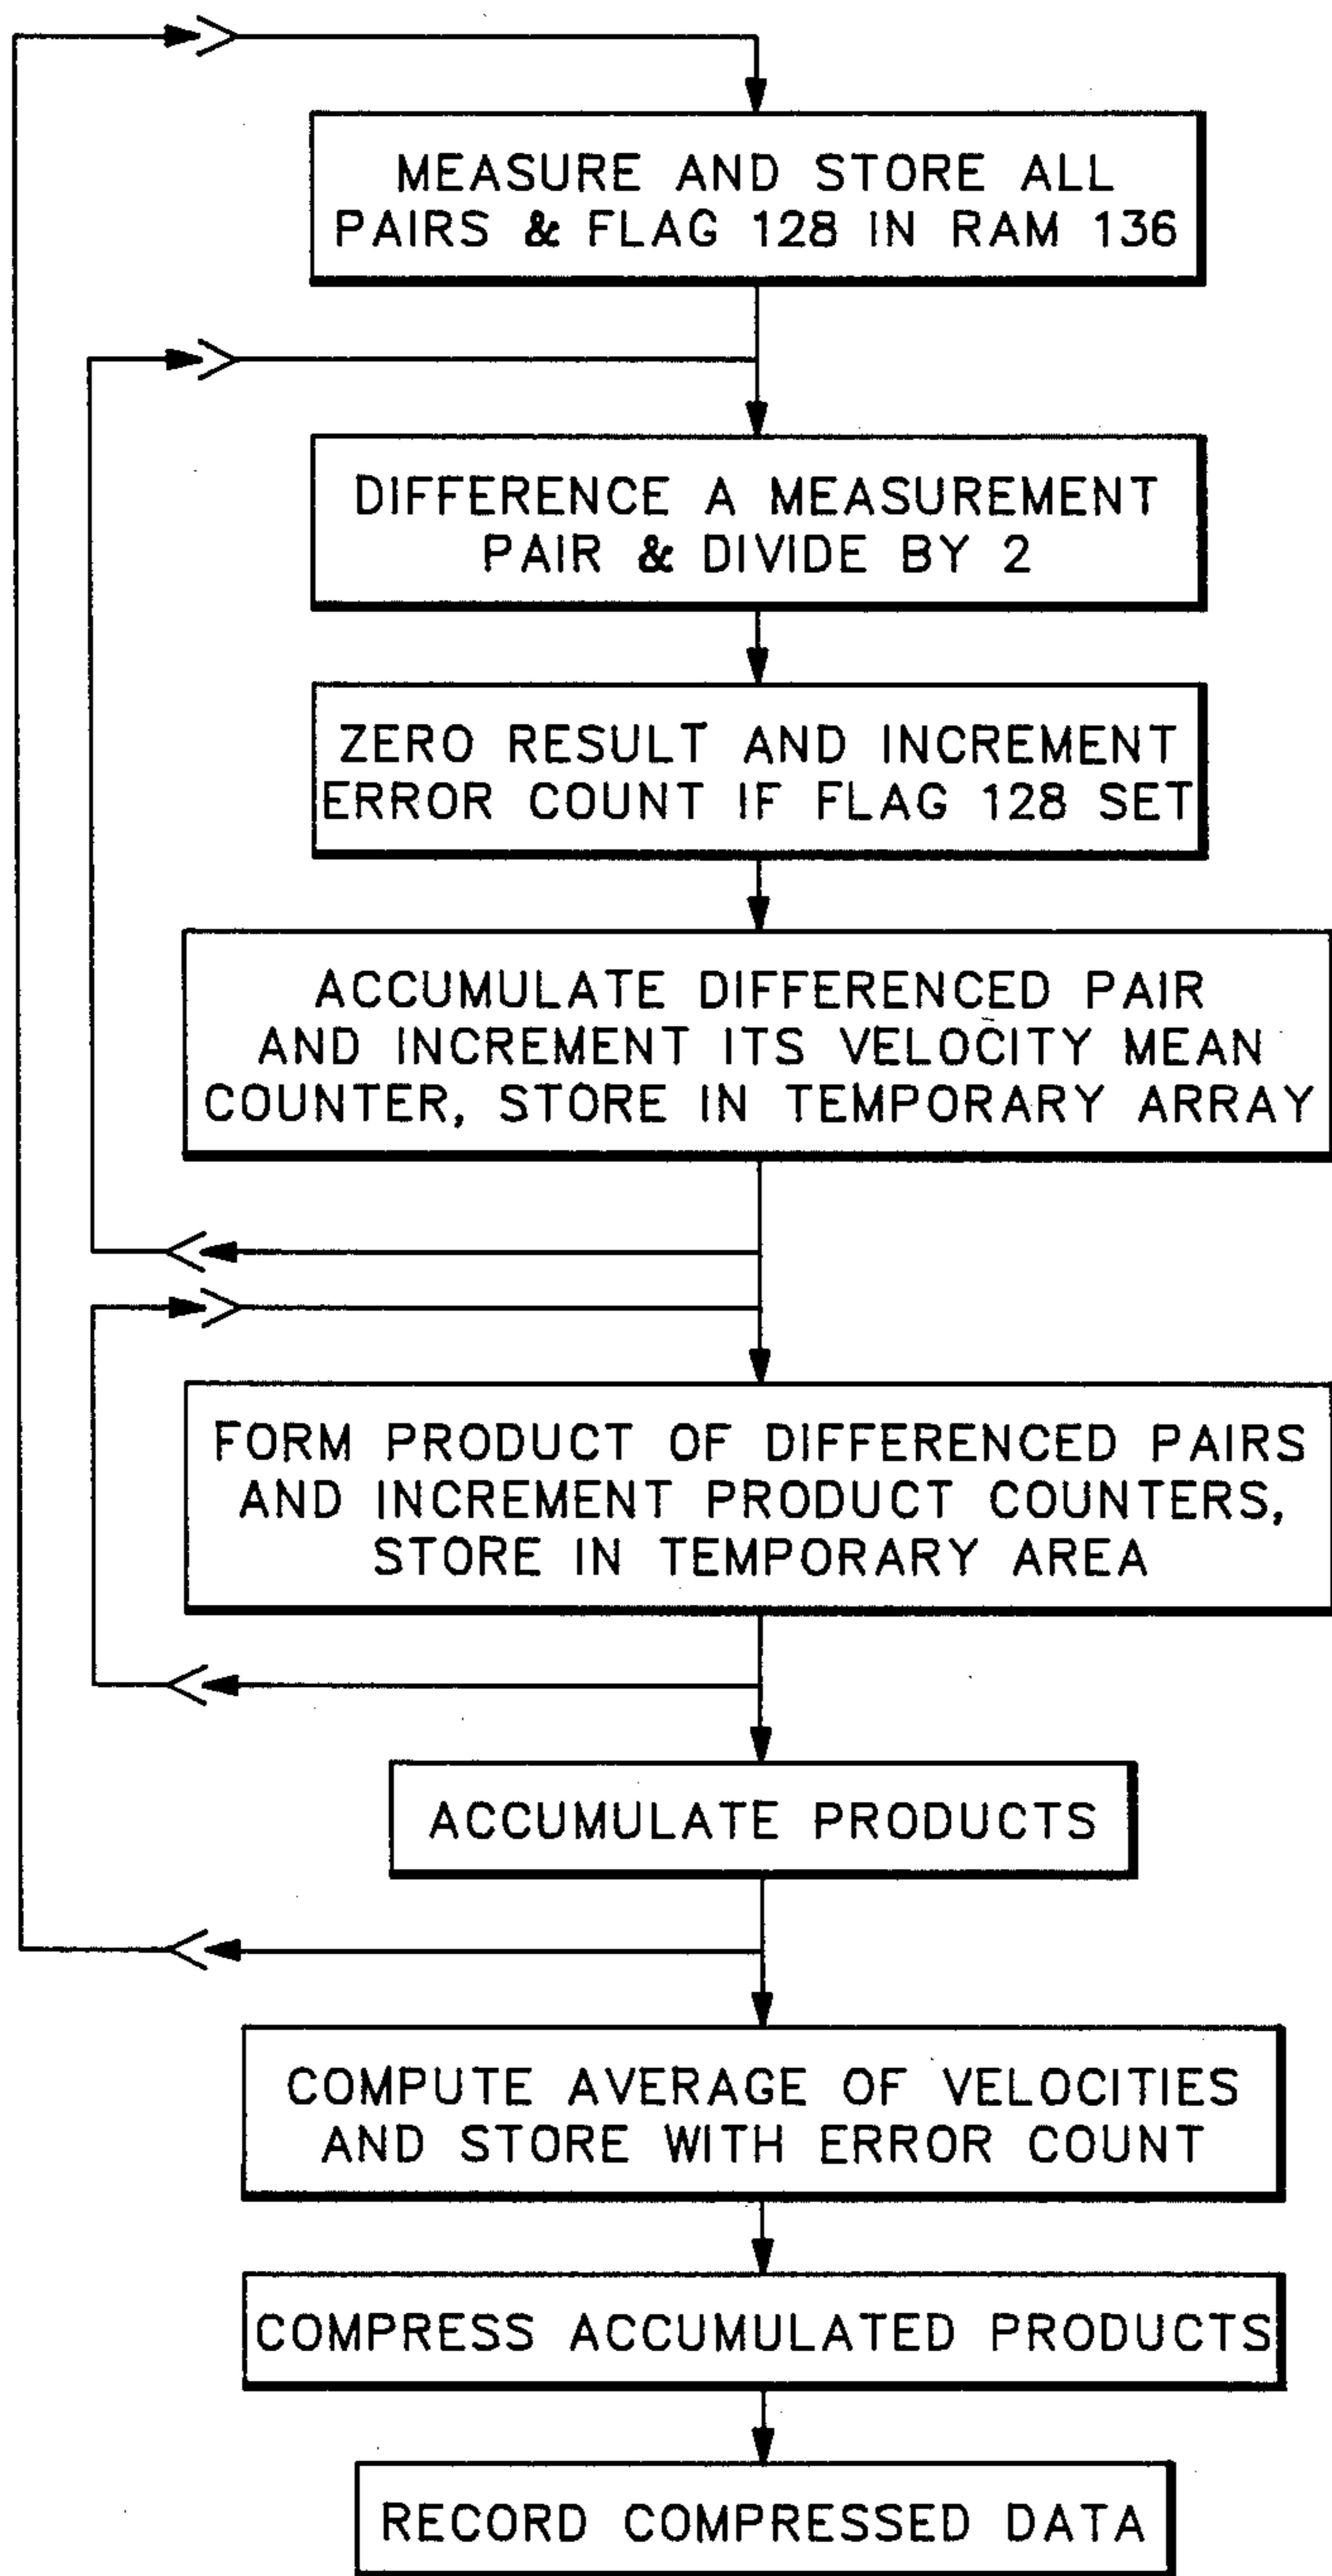 MEASURE AND STORE ALL
PAIRS & FLAG 128 IN RAM 136
DIFFERENCE A MEASUREMENT
PAIR & DIVIDE BY 2
ZERO RESULT AND INCREMENT
ERROR COUNT IF FLAG 128 SET
ACCUMULATE DIFFERENCED PAIR
AND INCREMENT ITS VELOCITY MEAN
COUNTER, STORE IN TEMPORARY ARRAY
FORM PRODUCT OF DIFFERENCED PAIRS
AND INCREMENT PRODUCT COUNTERS,
STORE IN TEMPORARY AREA
ACCUMULATE PRODUCTS
COMPUTE AVERAGE OF VELOCITIES
AND STORE WITH ERROR COUNT
COMPRESS ACCUMULATED PRODUCTS
RECORD COMPRESSED DATA